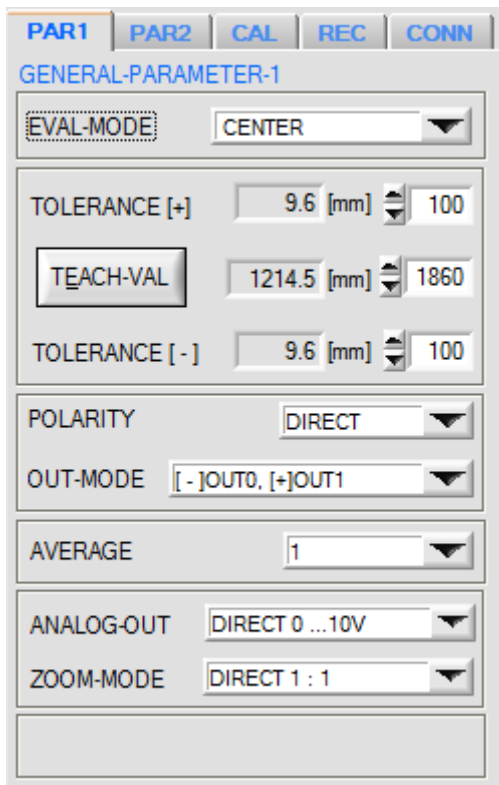 PAR1 PAR2 CAL REC CONN
GENERAL-PARAMETER-1
EVAL-MODE CENTER
TOLERANCE [+] 9.6 [mm] 100
TEACH-VAL 1214.5 [mm] 1860
TOLERANCE [ - ] 9.6 [mm] 100
POLARITY DIRECT
OUT-MODE [ - ]OUT0, [+]OUT1
AVERAGE 1
ANALOG-OUT DIRECT 0 ...10V
ZOOM-MODE DIRECT 1 : 1